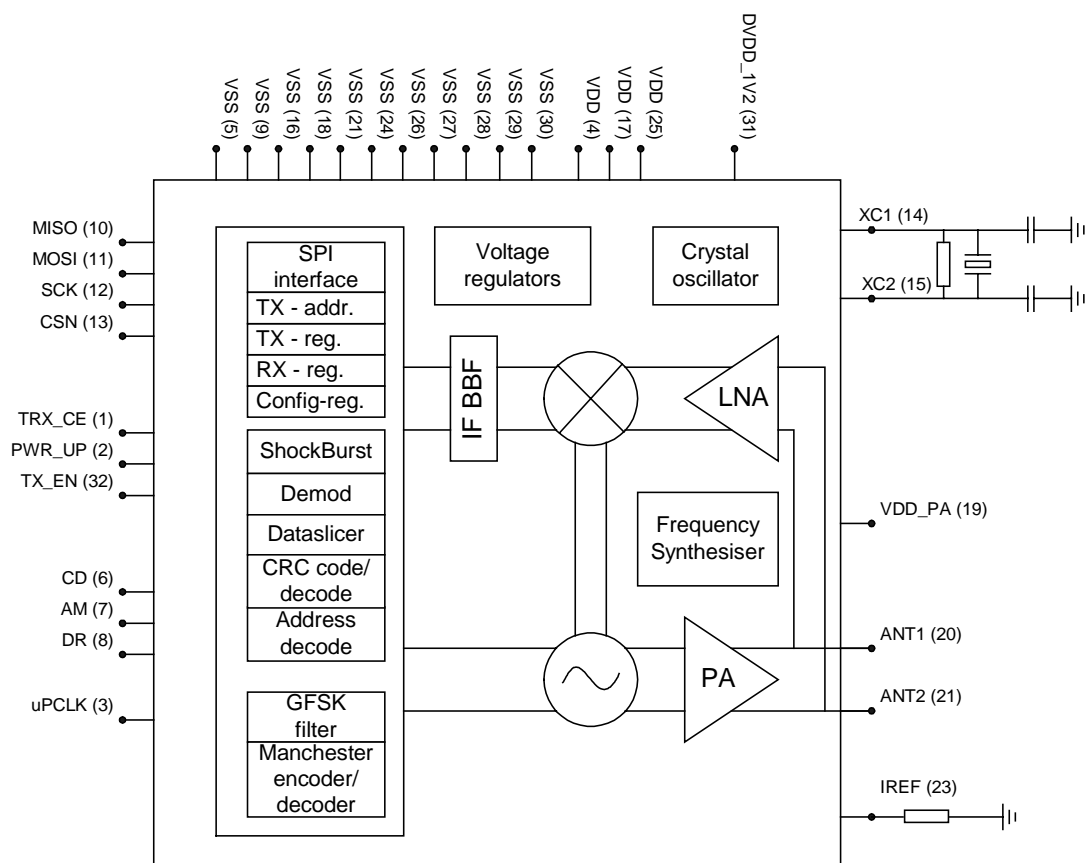 VSS (5)
VSS (9)
VSS (16)
VSS (18)
VSS (21)
VSS (24)
VSS (26)
VSS (27)
VSS (28)
VSS (29)
VSS (30)
VDD (4)
VDD (17)
VDD (25)
DVDD_1V2 (31)
MISO (10)
MOSI (11)
SCK (12)
CSN (13)
TRX_CE (1)
PWR_UP (2)
TX_EN (32)
CD (6)
AM (7)
DR (8)
uPCLK (3)
SPI
interface
TX - addr.
TX - reg.
RX - reg.
Config-reg.
ShockBurst
Demod
Dataslicer
CRC code/
decode
Address
decode
GFSK
filter
Manchester
encoder/
decoder
Voltage
regulators
Crystal
oscillator
IF BBF
LNA
Frequency
Synthesiser
PA
XC1 (14)
XC2 (15)
VDD_PA (19)
ANT1 (20)
ANT2 (21)
IREF (23)